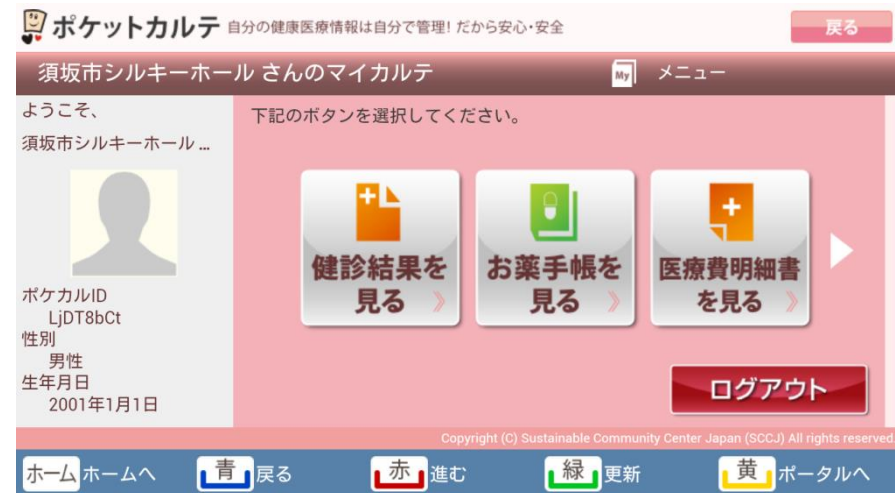 ポケットカルテ 自分の健康医療情報は自分で管理! だから安心・安全
戻る
須坂市シルキーホール さんのマイカルテ
My メニュー
ようこそ、
須坂市シルキーホール ...
ポケカルID
LjDT8bCt
性別
男性
生年月日
2001年1月1日
下記のボタンを選択してください。
健診結果を
見る 》
お薬手帳を
見る 》
医療費明細書
を見る 》
ログアウト
Copyright (C) Sustainable Community Center Japan (SCCJ) All rights reserved.
ホーム ホームへ 青 戻る 赤 進む 緑 更新 黄 ポータルへ